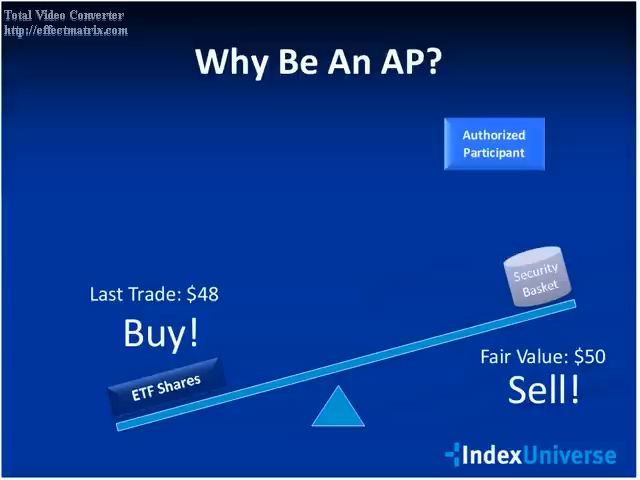 Total Video Converter
http://effectmatrix.com
Why Be An AP?
Authorized
Participant
Security
Basket
Last Trade: $48
Buy!
Fair Value: $50
Sell!
ETF Shares
IndexUniverse